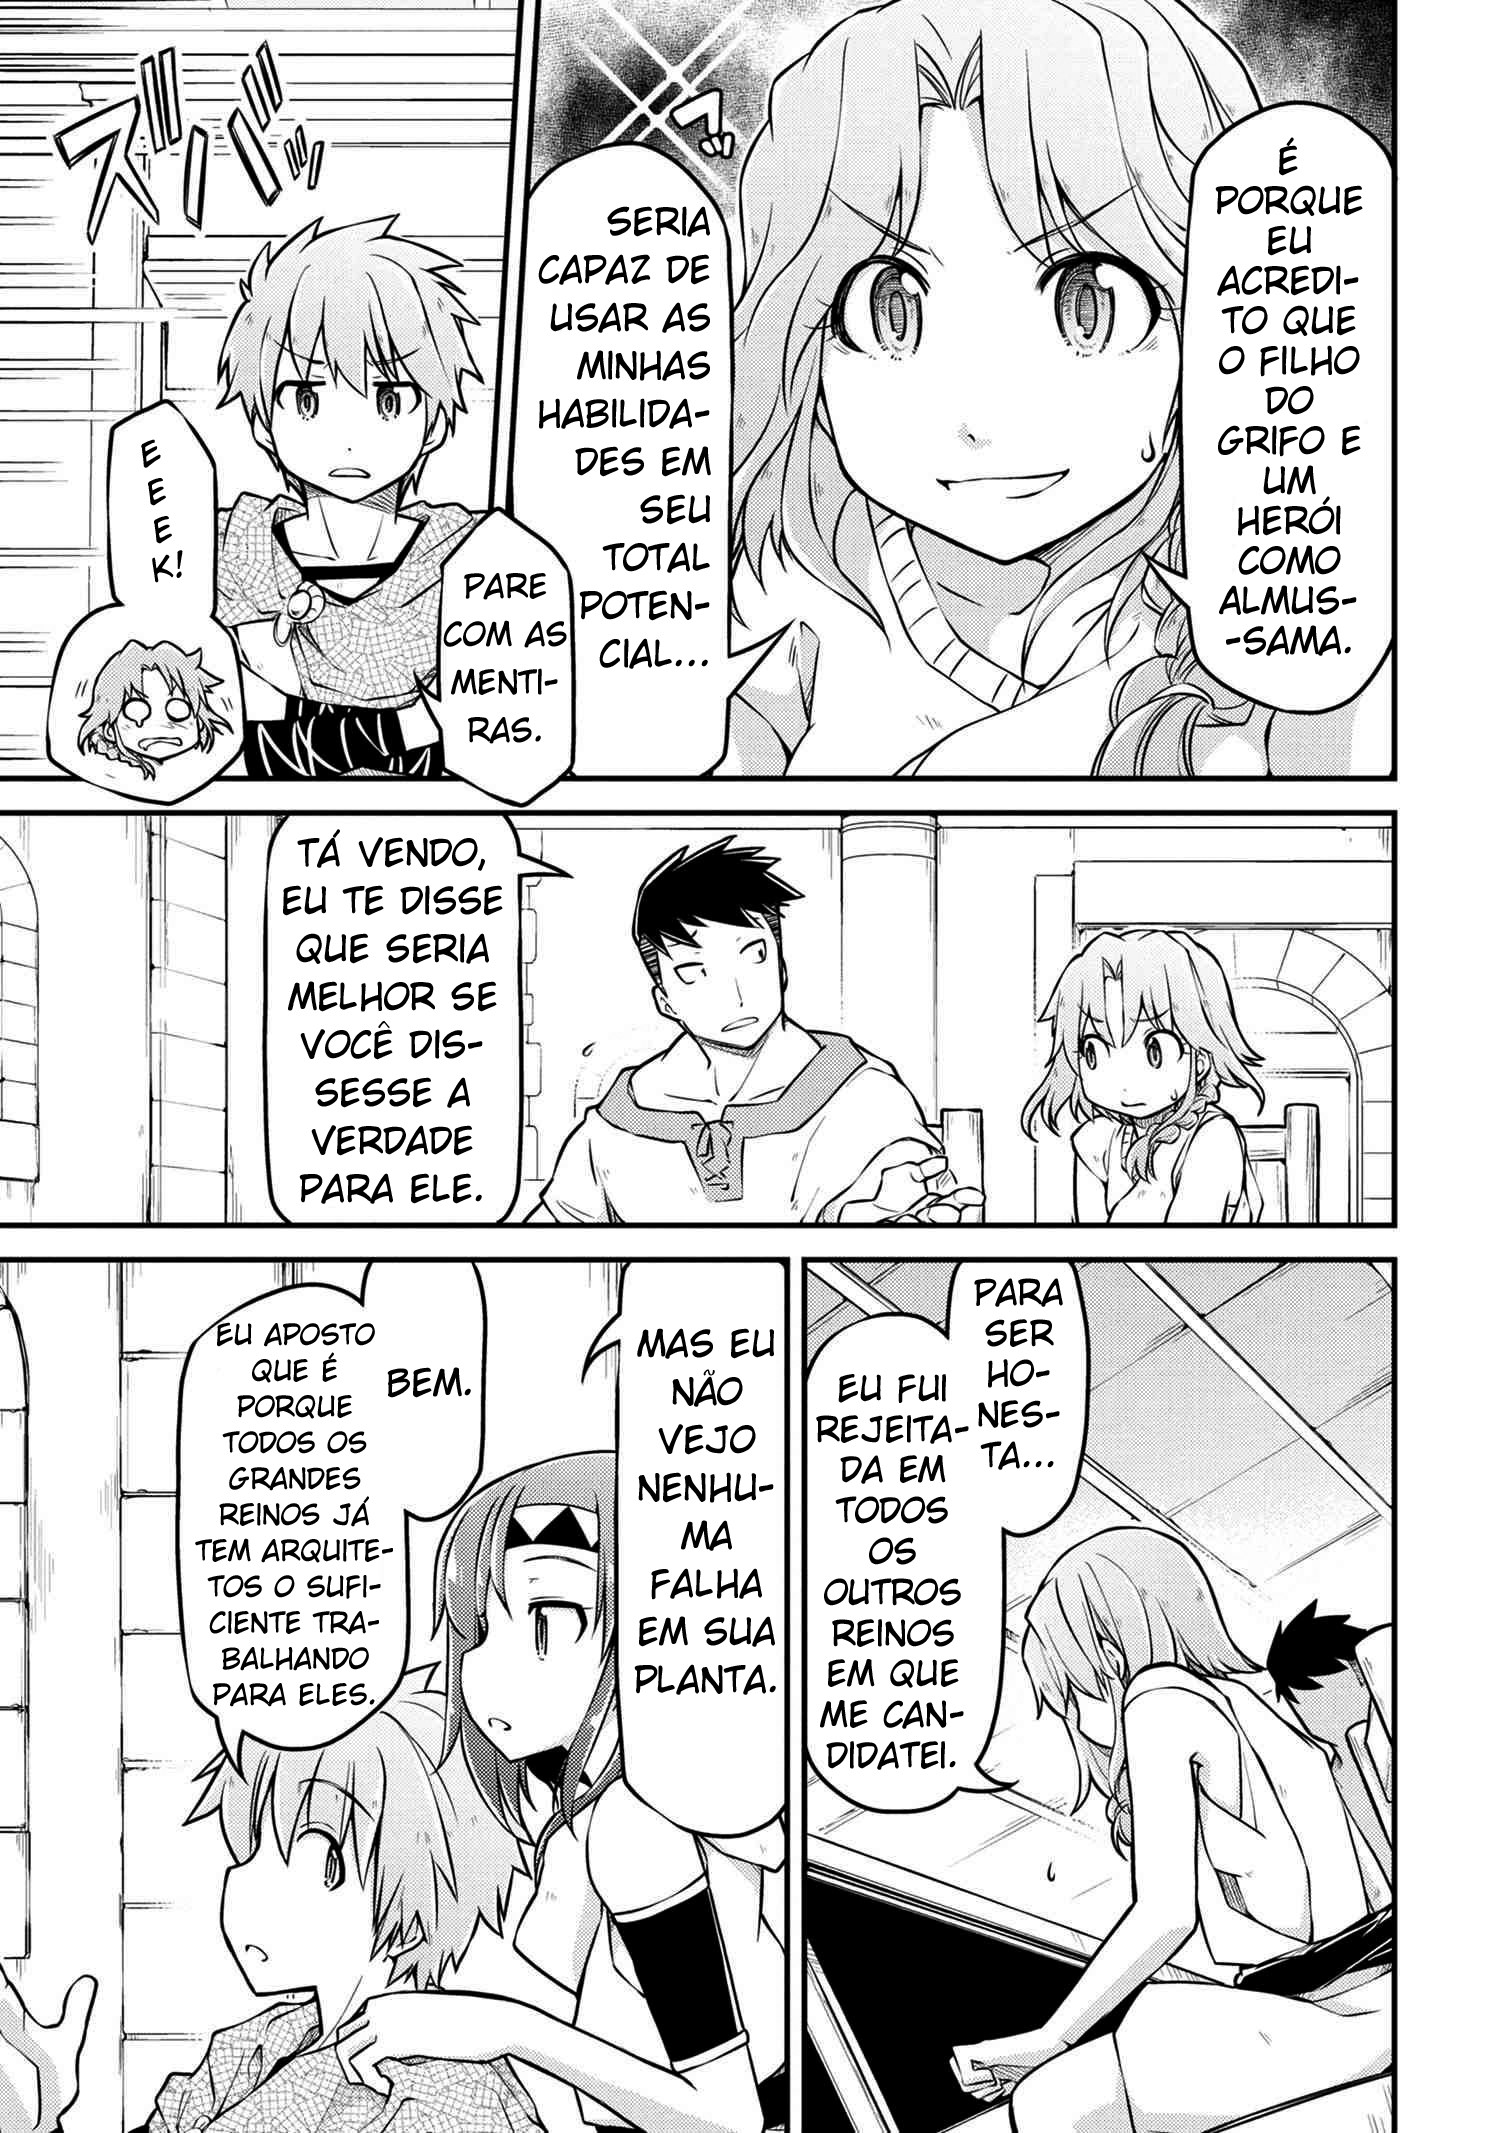 É
PORQUE
EU
ACREDI-
TO QUE
O FILHO
DO
GRIFO E
UM
HERÓI
COMO
ALMUS-
-SAMA.
SERIA
CAPAZ DE
USAR AS
MINHAS
HABILIDA-
DES EM
SEU
TOTAL
POTEN-
CIAL...
ズバッ
PARE
COM AS
MENTI-
RAS.
E
E
E
K!
TÁ VENDO,
EU TE DISSE
QUE SERIA
MELHOR SE
VOCÊ DIS-
SESSE A
VERDADE
PARA ELE.
PARA
SER
HO-
NES-
TA...
EU FUI
REJEITA-
DA EM
TODOS
OS
OUTROS
REINOS
EM QUE
ME CAN-
DIDATEI.
MAS EU
NÃO
VEJO
NENHU-
MA
FALHA
EM SUA
PLANTA.
BEM.
EU APOSTO
QUE É
PORQUE
TODOS OS
GRANDES
REINOS JÁ
TEM ARQUITE-
TOS O SUFI-
CIENTE TRA-
BALHANDO
PARA ELES.